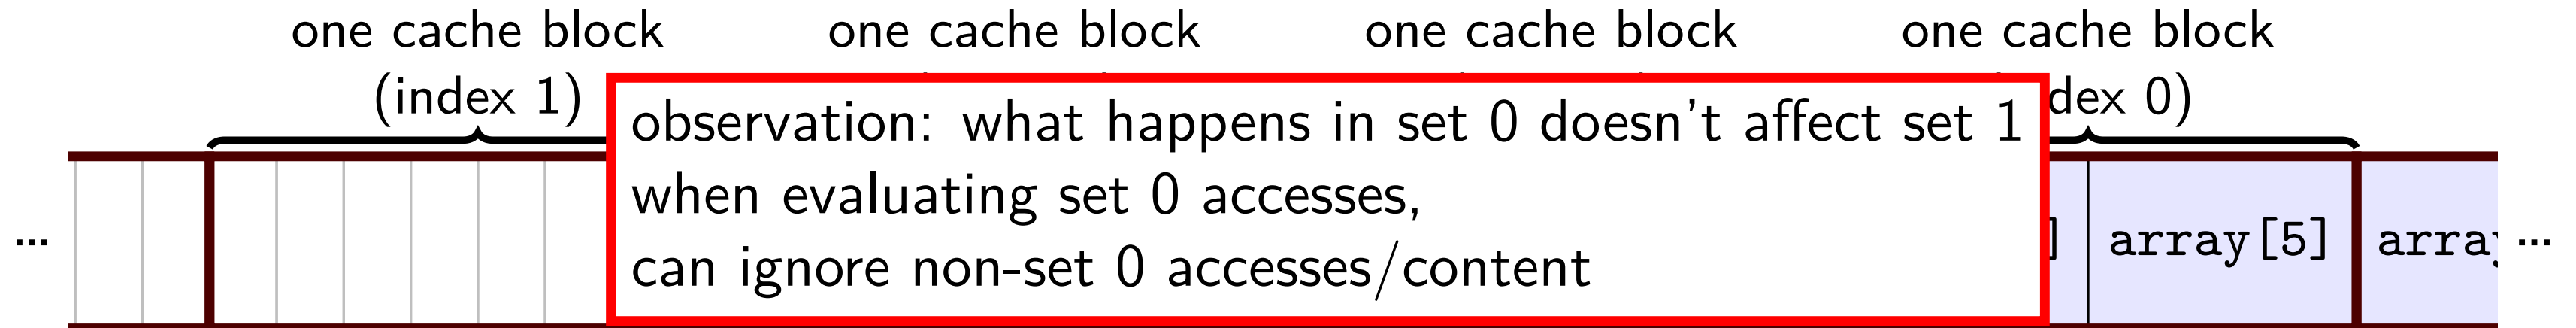 one cache block one cache block one cache block one cache block
(index 1) dex 0)
observation: what happens in set 0 doesn't affect set 1
when evaluating set 0 accesses,
can ignore non-set 0 accesses/content
... ] array[5] array ...